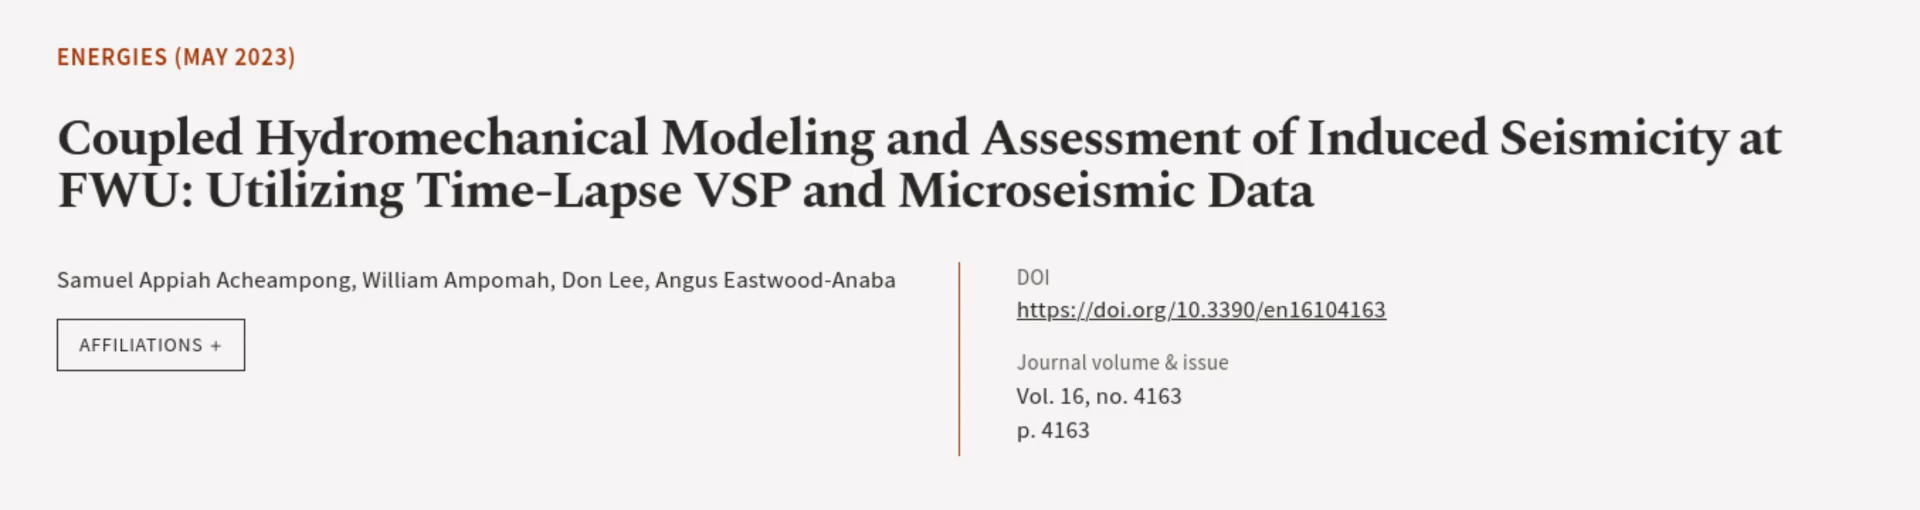 ENERGIES (MAY 2023)
Coupled Hydromechanical Modeling and Assessment of Induced Seismicity at
FWU: Utilizing Time-Lapse VSP and Microseismic Data
Samuel Appiah Acheampong, William Ampomah, Don Lee, Angus Eastwood-Anaba
AFFILIATIONS +
DOI
https://doi.org/10.3390/en16104163
Journal volume & issue
Vol. 16, no. 4163
p. 4163